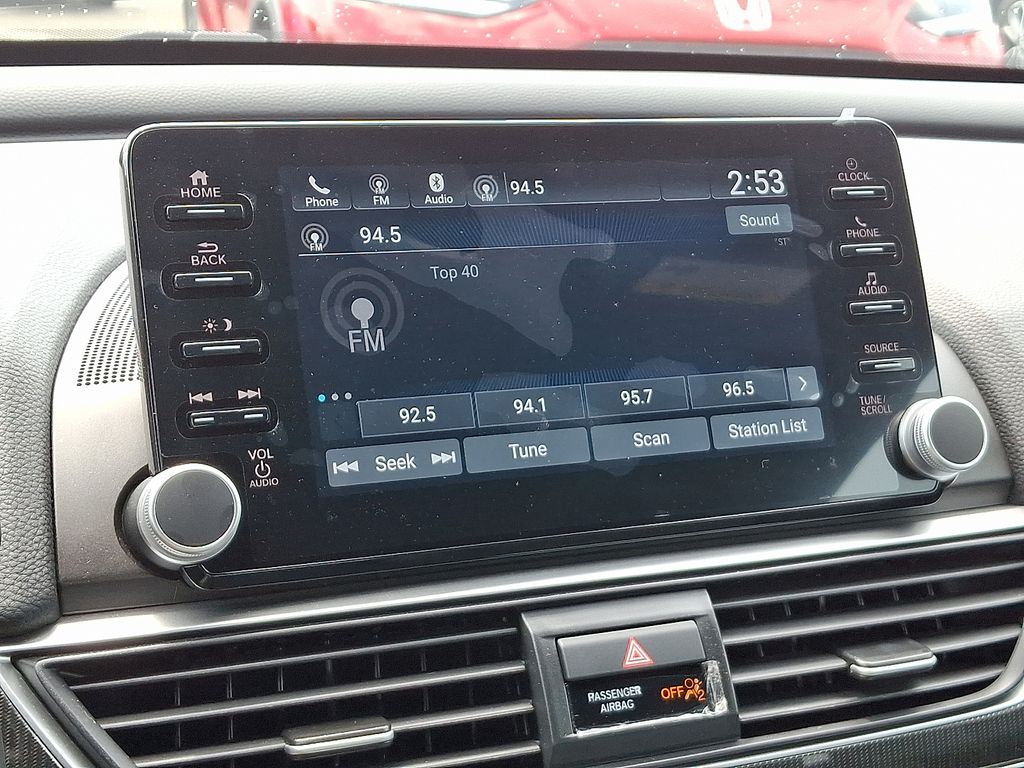 HOME
BACK
VOL
AUDIO
Phone
FM
Audio
FM
94.5
2:53
FM
94.5
Sound
"ST"
Top 40
FM
92.5
94.1
95.7
96.5
Seek
Tune
Scan
Station List
CLOCK
PHONE
AUDIO
SOURCE
TUNE/
SCROLL
PASSENGER
AIRBAG
OFF
2